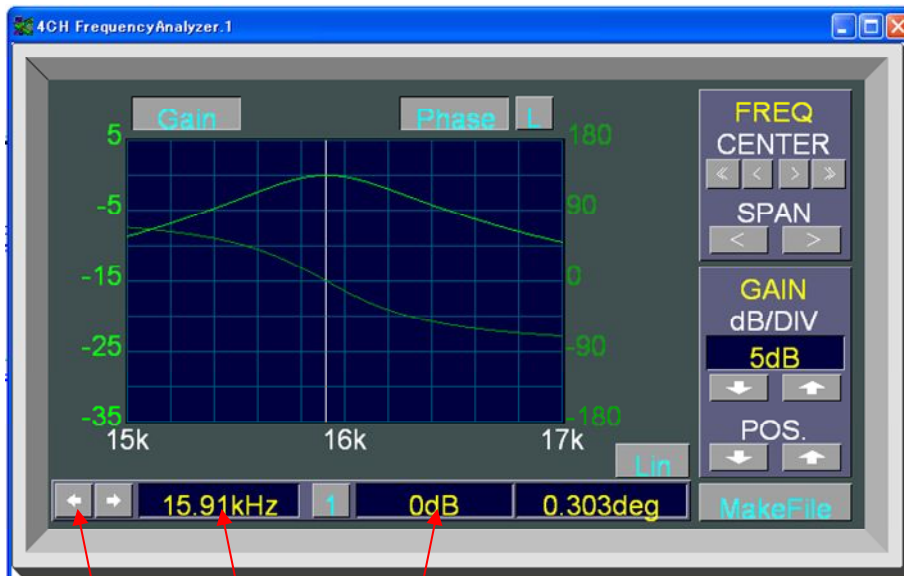 4CH FrequencyAnalyzer.1
Gain
Phase
L
5
-5
-15
-25
-35
180
90
0
-90
-180
15k
16k
17k
Lin
FREQ
CENTER
SPAN
GAIN
dB/DIV
5dB
POS.
15.91kHz
1
0dB
0.303deg
MakeFile